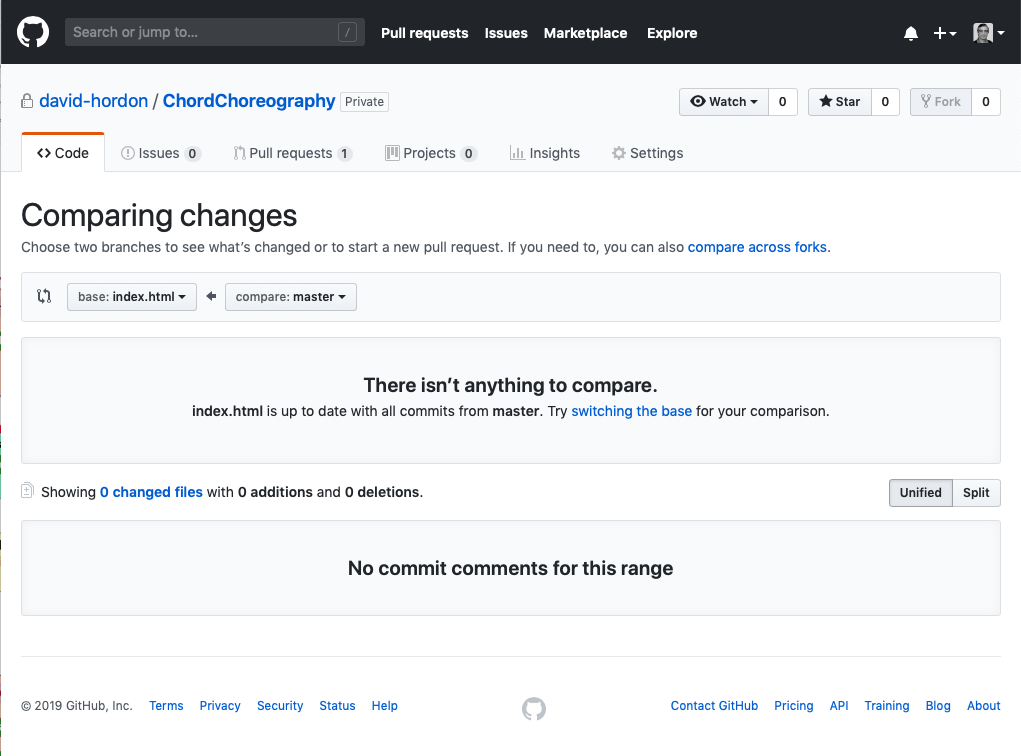 Search or jump to... /
Pull requests Issues Marketplace Explore
david-hordon / ChordChoreography Private
Watch 0 Star 0 Fork 0
Code Issues 0 Pull requests 1 Projects 0 Insights Settings
Comparing changes
Choose two branches to see what’s changed or to start a new pull request. If you need to, you can also compare across forks.
base: index.html compare: master
There isn’t anything to compare.
index.html is up to date with all commits from master. Try switching the base for your comparison.
Showing 0 changed files with 0 additions and 0 deletions.
Unified Split
No commit comments for this range
© 2019 GitHub, Inc. Terms Privacy Security Status Help
Contact GitHub Pricing API Training Blog About